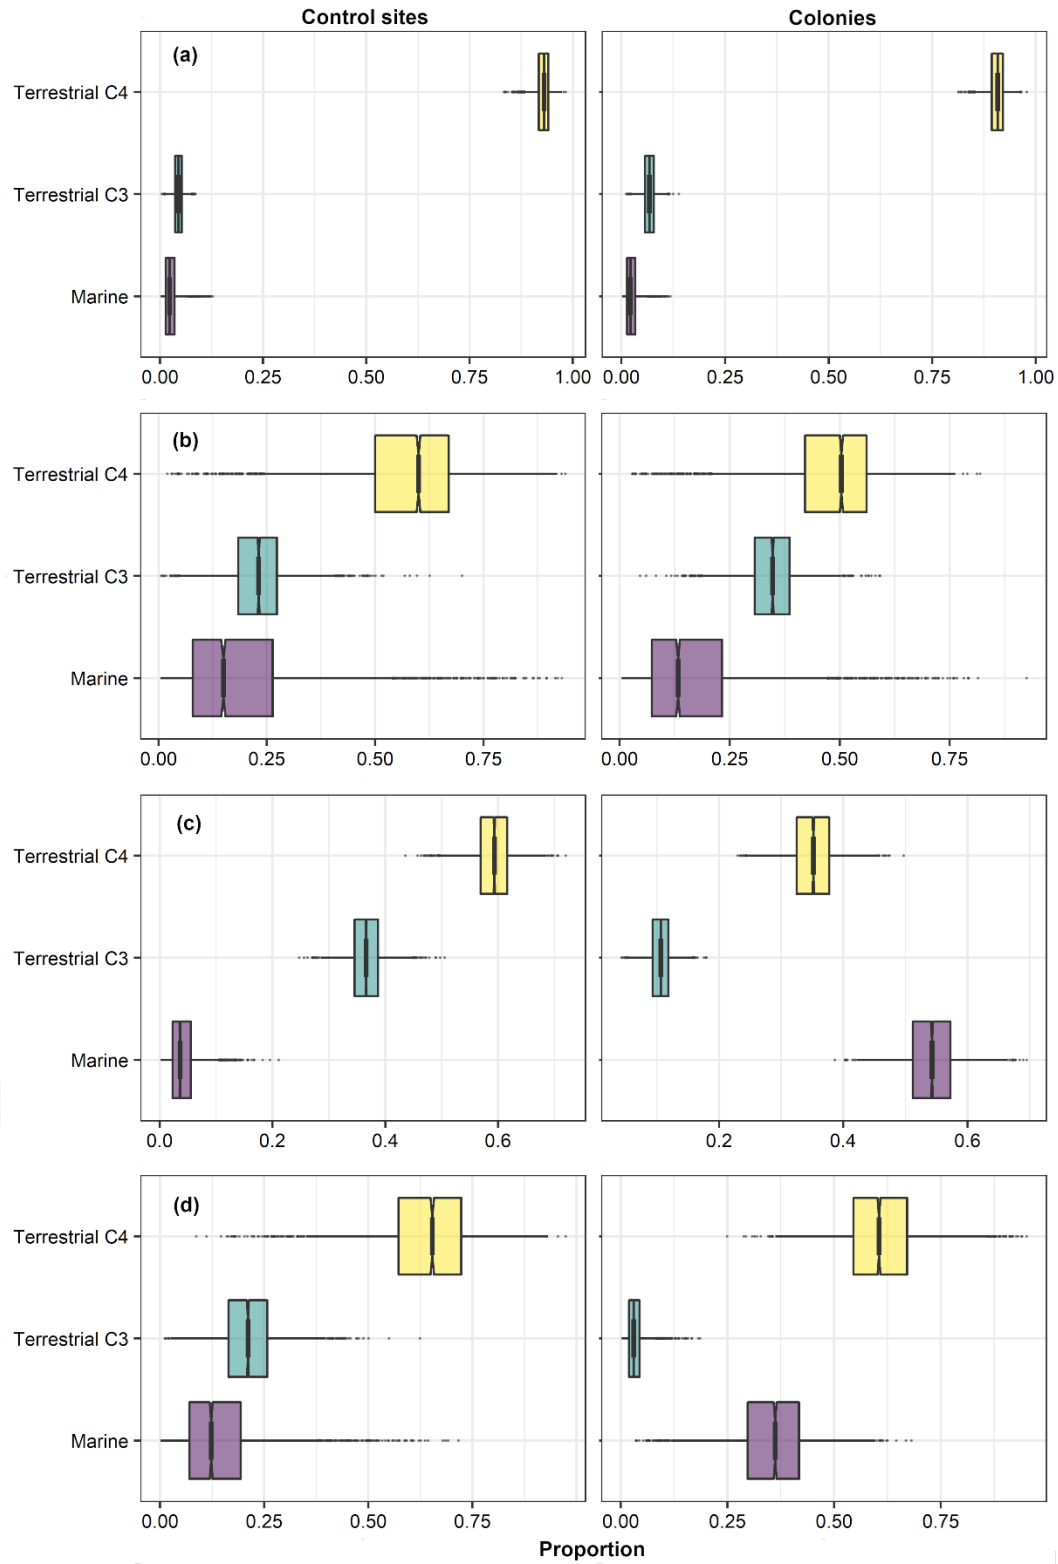 Control sites Colonies
(a)
Terrestrial C4
Terrestrial C3
Marine
0.00 0.25 0.50 0.75 1.00 0.00 0.25 0.50 0.75 1.00
(b)
Terrestrial C4
Terrestrial C3
Marine
0.00 0.25 0.50 0.75 0.00 0.25 0.50 0.75
(c)
Terrestrial C4
Terrestrial C3
Marine
0.0 0.2 0.4 0.6 0.2 0.4 0.6
(d)
Terrestrial C4
Terrestrial C3
Marine
0.00 0.25 0.50 0.75 0.00 0.25 0.50 0.75
Proportion